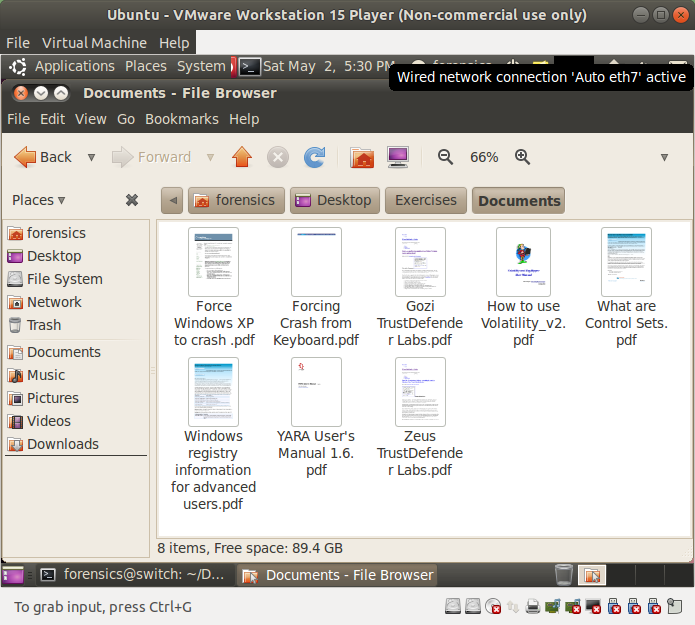 Ubuntu - VMware Workstation 15 Player (Non-commercial use only)
File Virtual Machine Help
Applications Places System Sat May 2, 5:30 PM
Wired network connection 'Auto eth7' active
Documents - File Browser
File Edit View Go Bookmarks Help
Back Forward 66%
Places forensics Desktop Exercises Documents
forensics
Desktop
File System
Network
Trash
Documents
Music
Pictures
Videos
Downloads
Force
Windows XP
to crash .pdf
Forcing
Crash from
Keyboard.pdf
Gozi
TrustDefende
r Labs.pdf
How to use
Volatility_v2.
pdf
What are
Control Sets.
pdf
Windows
registry
information
for advanced
users.pdf
YARA User's
Manual 1.6.
pdf
Zeus
TrustDefende
r Labs.pdf
8 items, Free space: 89.4 GB
forensics@switch: ~/D... Documents - File Browser
To grab input, press Ctrl+G